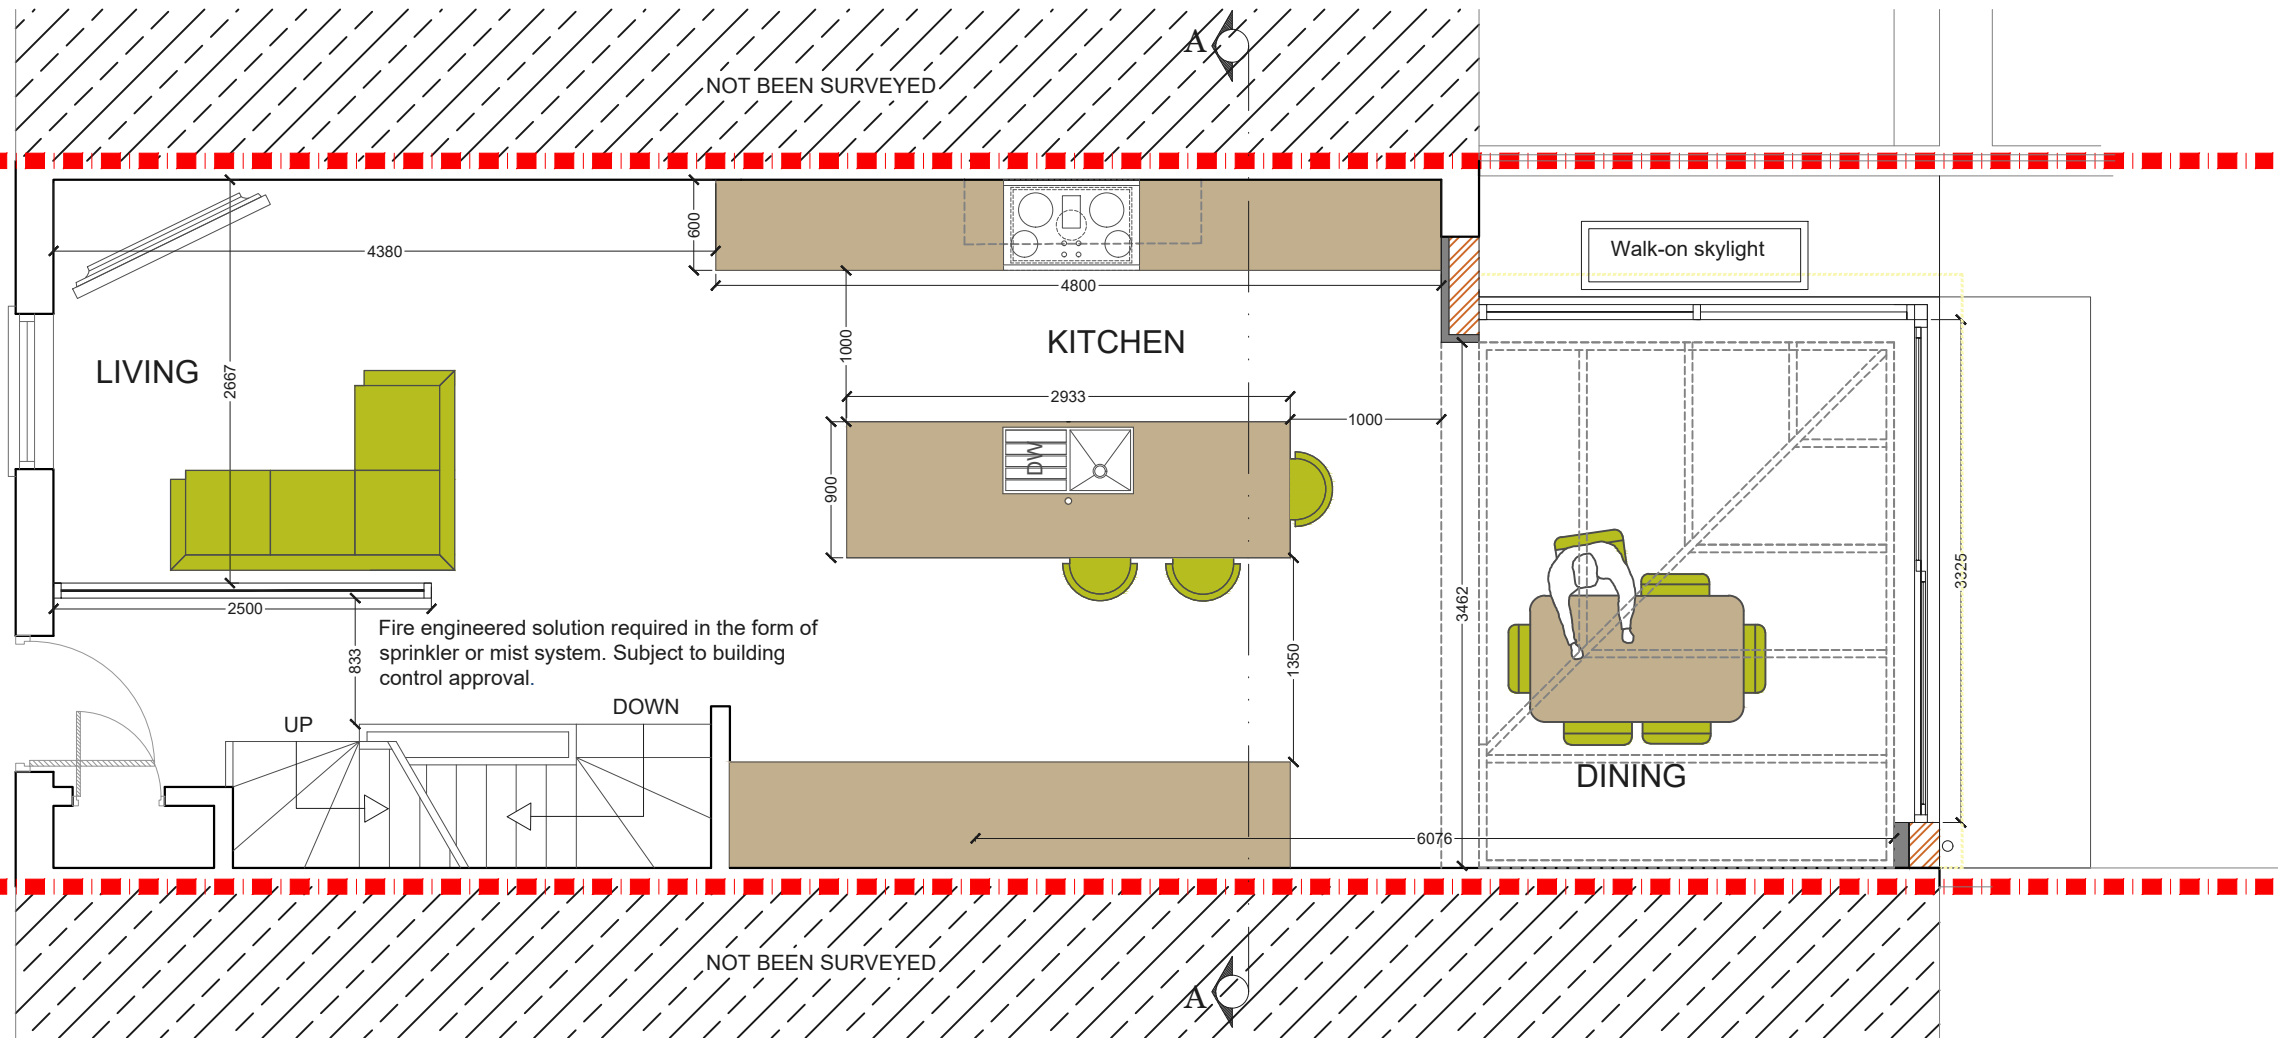 A
NOT BEEN SURVEYED
Walk-on skylight
600
4380
4800
KITCHEN
1000
LIVING
2667
2933
1000
DW
900
3325
3462
2500
Fire engineered solution required in the form of
sprinkler or mist system. Subject to building
control approval.
833
1350
UP
DOWN
DINING
6076
NOT BEEN SURVEYED
A